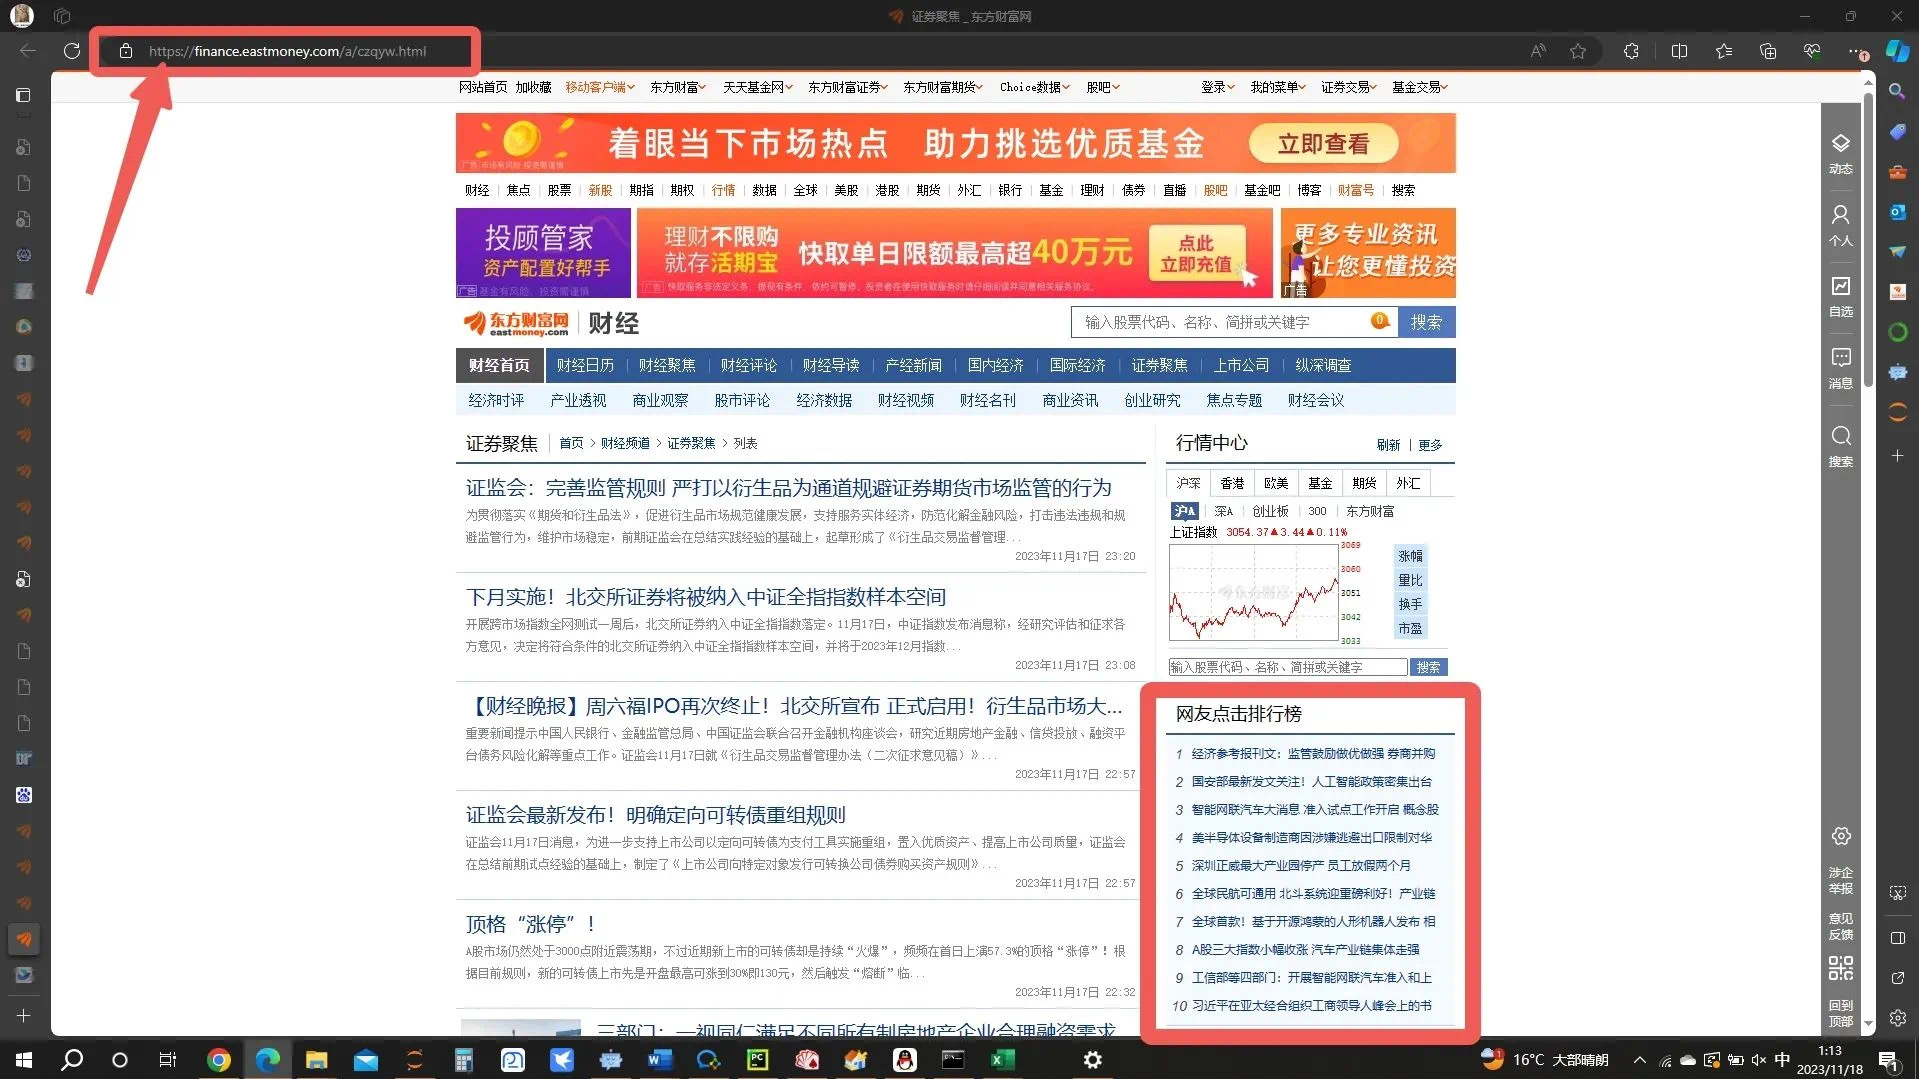 证券聚焦 _ 东方财富网
https://finance.eastmoney.com/a/czqyw.html
网站首页 加收藏 移动客户端 东方财富 天天基金网 东方财富证券 东方财富期货 Choice数据 股吧 登录 我的菜单 证券交易 基金交易
着眼当下市场热点 助力挑选优质基金 立即查看
财经 焦点 股票 新股 期指 期权 行情 数据 全球 美股 港股 期货 外汇 银行 基金 理财 债券 直播 股吧 基金吧 博客 财富号 搜索
投顾管家
资产配置好帮手
广告 基金有风险，投资需谨慎
理财不限购
就存活期宝
快取单日限额最高超40万元
点此
立即充值
更多专业资讯
让您更懂投资
广告
东方财富网
eastmoney.com
财经
输入股票代码、名称、简拼或关键字 搜索
财经首页 财经日历 财经聚焦 财经评论 财经导读 产经新闻 国内经济 国际经济 证券聚焦 上市公司 纵深调查
经济时评 产业透视 商业观察 股市评论 经济数据 财经视频 财经名刊 商业资讯 创业研究 焦点专题 财经会议
证券聚焦 首页 > 财经频道 > 证券聚焦 > 列表
证监会：完善监管规则 严打以衍生品为通道规避证券期货市场监管的行为
为贯彻落实《期货和衍生品法》，促进衍生品市场规范健康发展，支持服务实体经济，防范化解金融风险，打击违法违规和规
避监管行为，维护市场稳定，前期证监会在总结实践经验的基础上，起草形成了《衍生品交易监督管理...
2023年11月17日 23:20
下月实施！北交所证券将被纳入中证全指指数样本空间
开展跨市场指数全网测试一周后，北交所证券纳入中证全指指数落定。11月17日，中证指数发布消息称，经研究评估和征求各
方意见，决定将符合条件的北交所证券纳入中证全指指数样本空间，并将于2023年12月指数...
2023年11月17日 23:08
【财经晚报】周六福IPO再次终止！北交所宣布 正式启用！衍生品市场大...
重要新闻提示中国人民银行、金融监管总局、中国证监会联合召开金融机构座谈会，研究近期房地产金融、信贷投放、融资平
台债务风险化解等重点工作。证监会11月17日就《衍生品交易监督管理办法（二次征求意见稿）》...
2023年11月17日 22:57
证监会最新发布！明确定向可转债重组规则
证监会11月17日消息，为进一步支持上市公司以定向可转债为支付工具实施重组，置入优质资产、提高上市公司质量，证监会
在总结前期试点经验的基础上，制定了《上市公司向特定对象发行可转换公司债券购买资产规则》...
2023年11月17日 22:57
顶格“涨停”！
A股市场仍然处于3000点附近震荡期，不过近期新上市的可转债却是持续“火爆”，频频在首日上演57.3%的顶格“涨停”！根
据目前规则，新的可转债上市先是开盘最高可涨到30%即130元，然后触发“熔断”临...
2023年11月17日 22:32
三部门：一视同仁满足不同所有制房地产企业合理融资需求
行情中心 刷新 | 更多
沪深 香港 欧美 基金 期货 外汇
沪A 深A 创业板 300 东方财富
上证指数 3054.37▲3.44▲0.11%
3069
3060
3051
3042
3033
涨幅
量比
换手
市盈
输入股票代码、名称、简拼或关键字 搜索
网友点击排行榜
1 经济参考报刊文：监管鼓励做优做强 券商并购
2 国安部最新发文关注！人工智能政策密集出台
3 智能网联汽车大消息 准入试点工作开启 概念股
4 美半导体设备制造商因涉嫌逃避出口限制对华
5 深圳正威最大产业园停产 员工放假两个月
6 全球民航可通用 北斗系统迎重磅利好！产业链
7 全球首款！基于开源鸿蒙的人形机器人发布 相
8 A股三大指数小幅收涨 汽车产业链集体走强
9 工信部等四部门：开展智能网联汽车准入和上
10 习近平在亚太经合组织工商领导人峰会上的书
动态
个人
自选
消息
搜索
涉企
举报
意见
反馈
回到
顶部
16°C 大部晴朗
中
1:13
2023/11/18